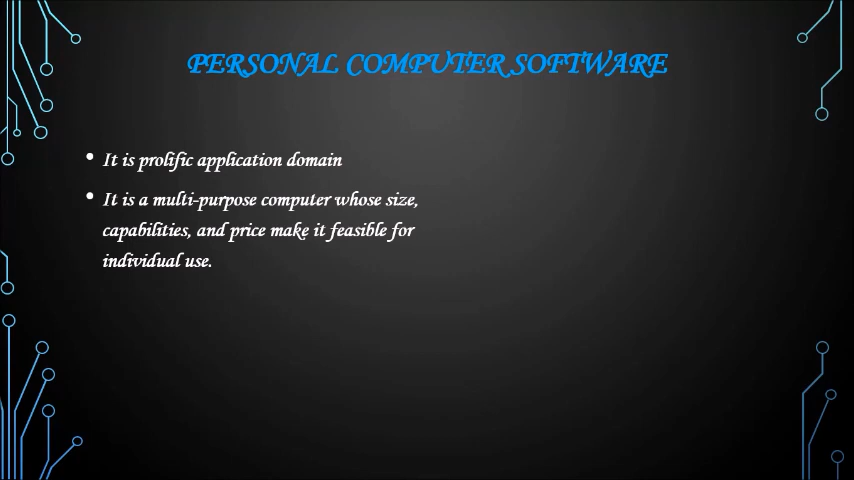 PERSONAL COMPUTER SOFTWARE
• It is prolific application domain
• It is a multi-purpose computer whose size,
capabilities, and price make it feasible for
individual use.